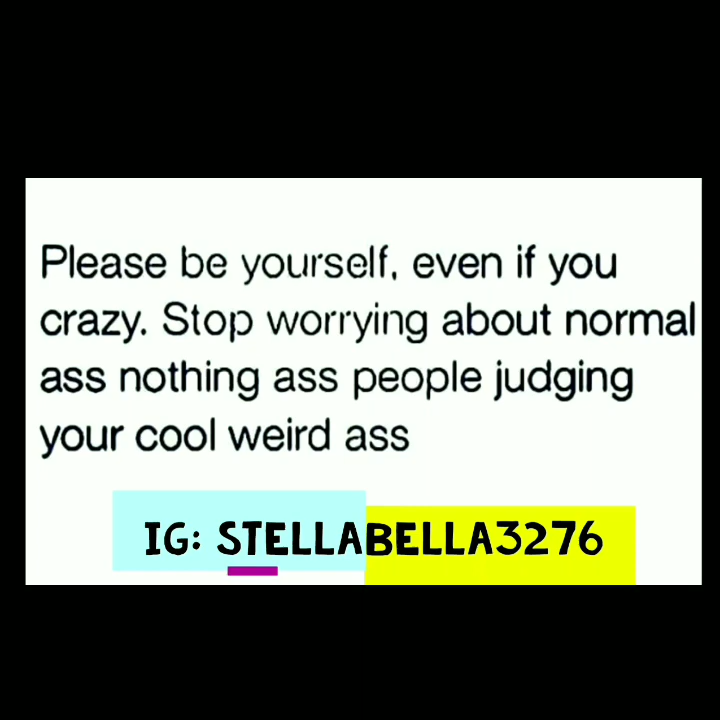 Please be yourself, even if you
crazy. Stop worrying about normal
ass nothing ass people judging
your cool weird ass
IG: STELLABELLA3276